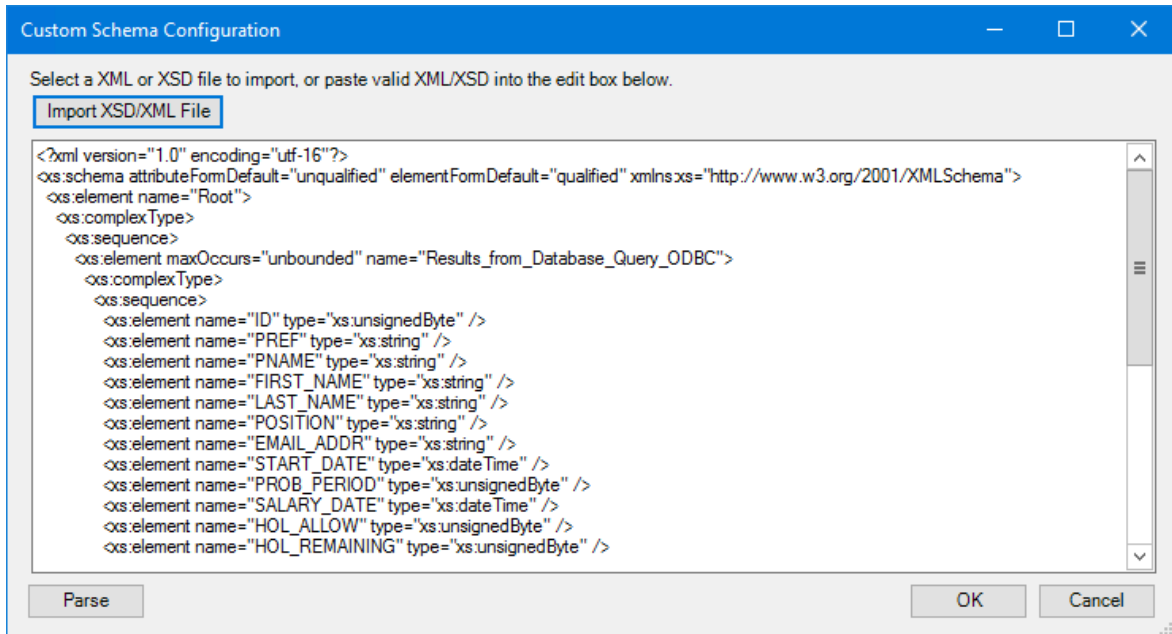 Custom Schema Configuration
Select a XML or XSD file to import, or paste valid XML/XSD into the edit box below.
Import XSD/XML File
<?xml version="1.0" encoding="utf-16"?>
<xs:schema attributeFormDefault="unqualified" elementFormDefault="qualified" xmlns:xs="http://www.w3.org/2001/XMLSchema">
<xs:element name="Root">
<xs:complexType>
<xs:sequence>
<xs:element maxOccurs="unbounded" name="Results_from_Database_Query_ODBC">
<xs:complexType>
<xs:sequence>
<xs:element name="ID" type="xs:unsignedByte" />
<xs:element name="PREF" type="xs:string" />
<xs:element name="PNAME" type="xs:string" />
<xs:element name="FIRST_NAME" type="xs:string" />
<xs:element name="LAST_NAME" type="xs:string" />
<xs:element name="POSITION" type="xs:string" />
<xs:element name="EMAIL_ADDR" type="xs:string" />
<xs:element name="START_DATE" type="xs:dateTime" />
<xs:element name="PROB_PERIOD" type="xs:unsignedByte" />
<xs:element name="SALARY_DATE" type="xs:dateTime" />
<xs:element name="HOL_ALLOW" type="xs:unsignedByte" />
<xs:element name="HOL_REMAINING" type="xs:unsignedByte" />
Parse
OK
Cancel